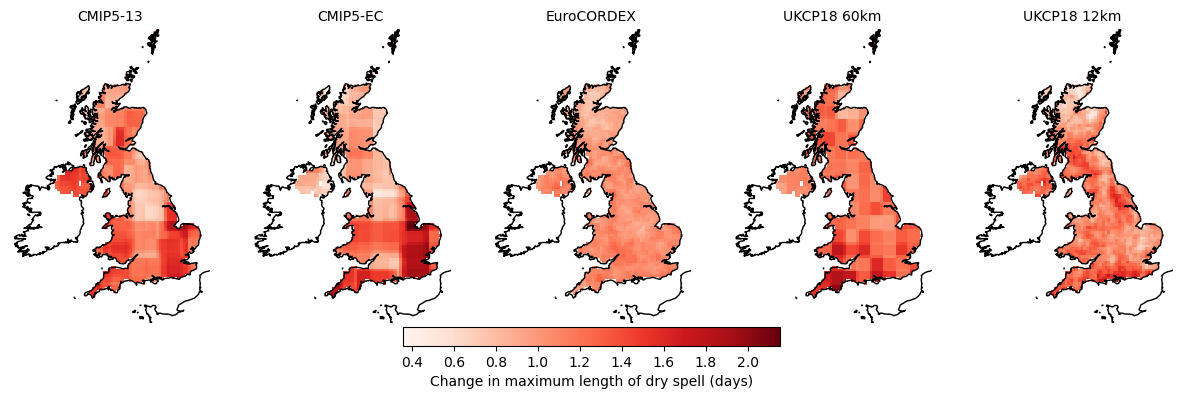 CMIP5-13 CMIP5-EC EuroCORDEX UKCP18 60km UKCP18 12km
0.4 0.6 0.8 1.0 1.2 1.4 1.6 1.8 2.0
Change in maximum length of dry spell (days)